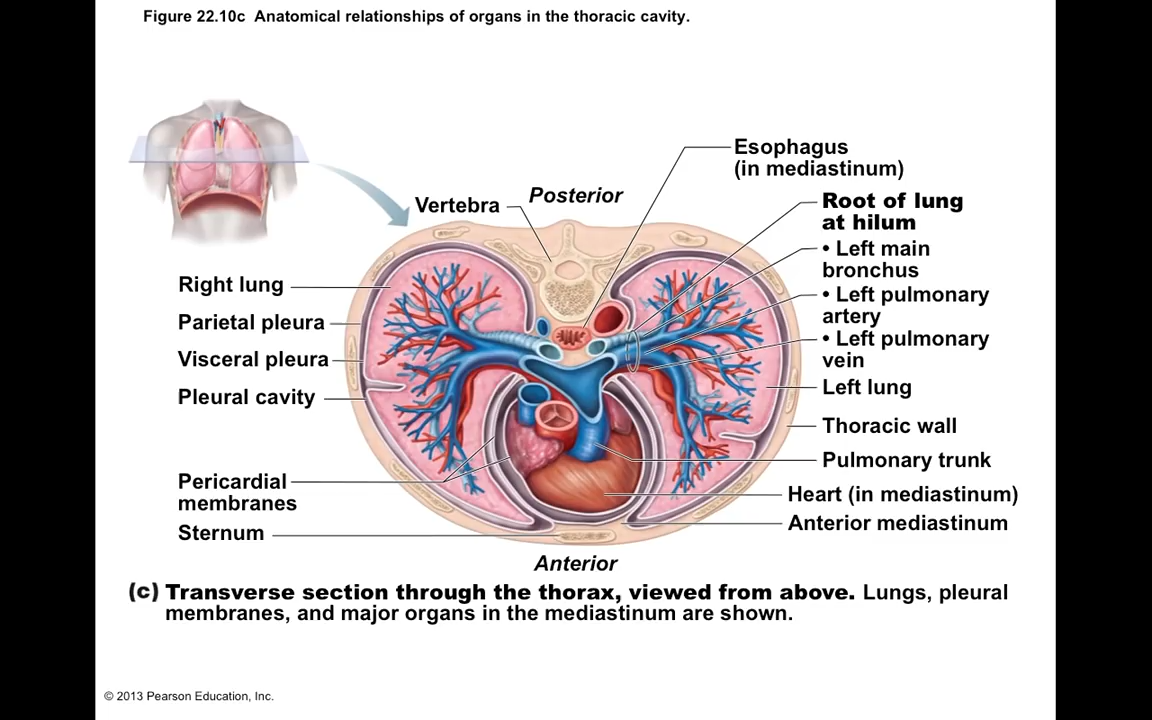 Figure 22.10c Anatomical relationships of organs in the thoracic cavity.
Esophagus
(in mediastinum)
Posterior
Vertebra
Root of lung
at hilum
• Left main
bronchus
• Left pulmonary
artery
• Left pulmonary
vein
Left lung
Thoracic wall
Pulmonary trunk
Heart (in mediastinum)
Anterior mediastinum
Right lung
Parietal pleura
Visceral pleura
Pleural cavity
Pericardial
membranes
Sternum
Anterior
(c) Transverse section through the thorax, viewed from above. Lungs, pleural
membranes, and major organs in the mediastinum are shown.
© 2013 Pearson Education, Inc.